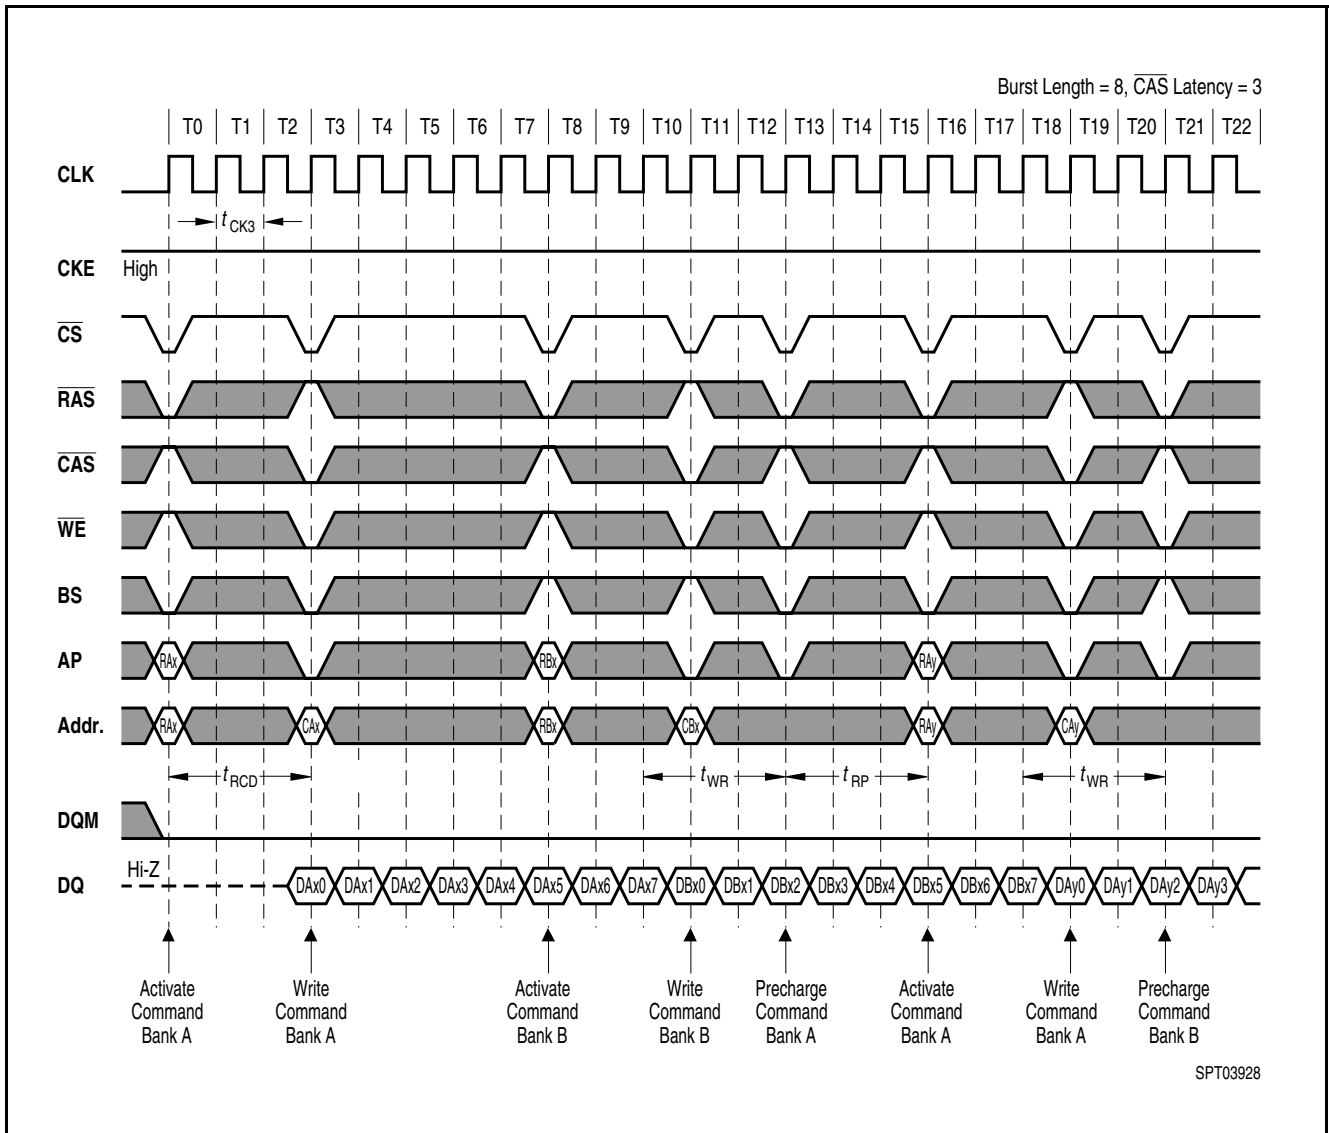 Burst Length = 8, CAS Latency = 3
T0 T1 T2 T3 T4 T5 T6 T7 T8 T9 T10 T11 T12 T13 T14 T15 T16 T17 T18 T19 T20 T21 T22
CLK
t CK3
CKE High
CS
RAS
CAS
WE
BS
AP RAx RBx RAy
Addr. RAx CAx RBx CBx RAy CAy
t RCD t WR t RP t WR
DQM
DQ Hi-Z DAx0 DAx1 DAx2 DAx3 DAx4 DAx5 DAx6 DAx7 DBx0 DBx1 DBx2 DBx3 DBx4 DBx5 DBx6 DBx7 DAy0 DAy1 DAy2 DAy3
Activate Command Bank A
Write Command Bank A
Activate Command Bank B
Write Command Bank B
Precharge Command Bank A
Activate Command Bank A
Write Command Bank A
Precharge Command Bank B
SPT03928